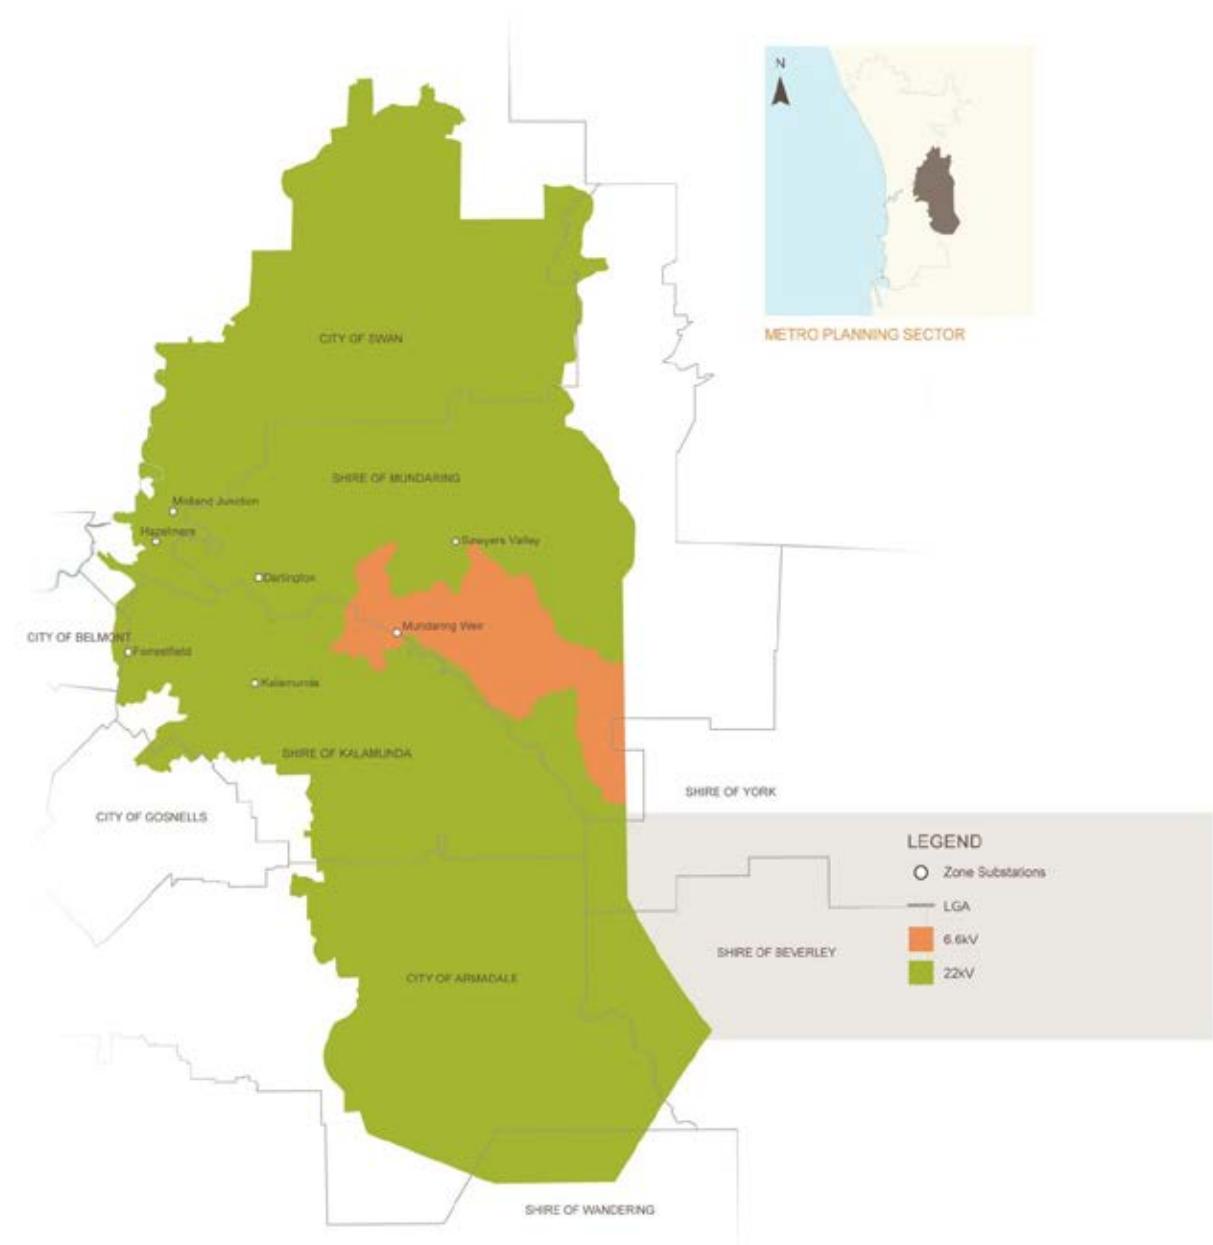 N
METRO PLANNING SECTOR
CITY OF SWAN
SHIRE OF MUNDARING
Midland Junction
Hazelmere
Sawyers Valley
Darlington
Mundaring Weir
CITY OF BELMONT
Forrestfield
Kalamunda
SHIRE OF KALAMUNDA
SHIRE OF YORK
CITY OF GOSNELLS
LEGEND
Zone Substations
LGA
6.6kV
22kV
SHIRE OF BEVERLEY
CITY OF ARMADALE
SHIRE OF WANDERING